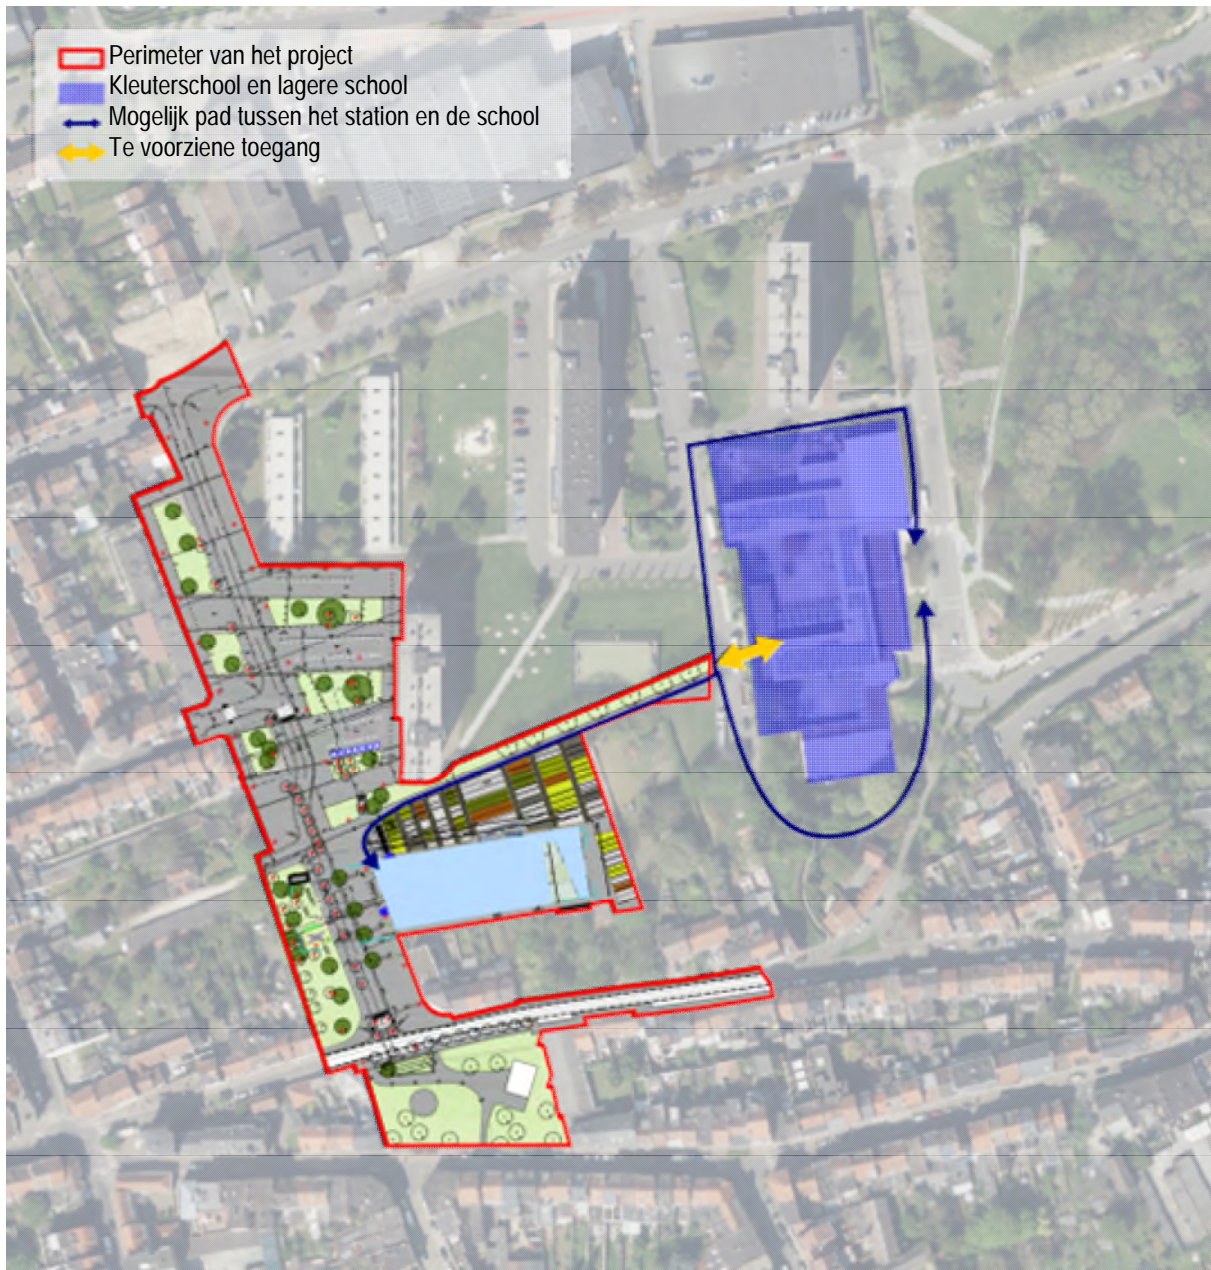 Perimeter van het project
Kleuterschool en lagere school
Mogelijk pad tussen het station en de school
Te voorziene toegang